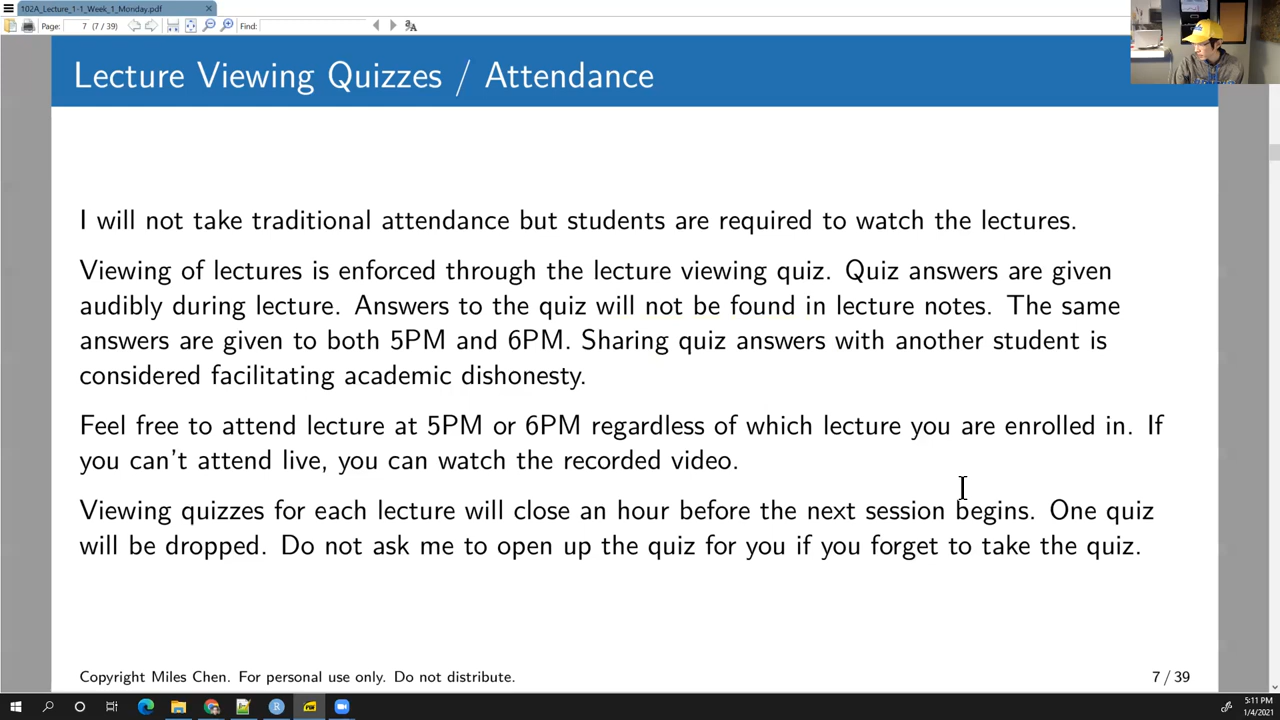 102A_Lecture_1-1_Week_1_Monday.pdf
Page: 7 (7 / 39) Find:
Lecture Viewing Quizzes / Attendance
I will not take traditional attendance but students are required to watch the lectures.
Viewing of lectures is enforced through the lecture viewing quiz. Quiz answers are given
audibly during lecture. Answers to the quiz will not be found in lecture notes. The same
answers are given to both 5PM and 6PM. Sharing quiz answers with another student is
considered facilitating academic dishonesty.
Feel free to attend lecture at 5PM or 6PM regardless of which lecture you are enrolled in. If
you can't attend live, you can watch the recorded video.
Viewing quizzes for each lecture will close an hour before the next session begins. One quiz
will be dropped. Do not ask me to open up the quiz for you if you forget to take the quiz.
Copyright Miles Chen. For personal use only. Do not distribute. 7 / 39
5:11 PM
1/4/2021